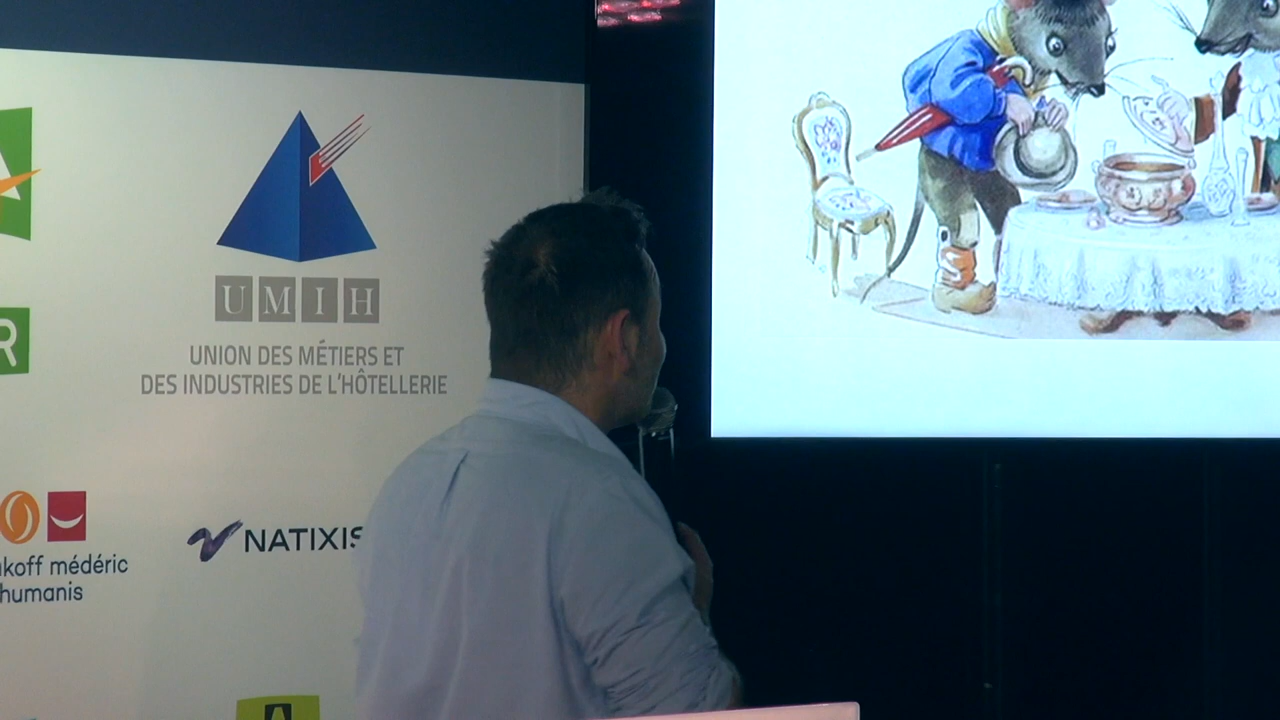 A
R
UMIH
UNION DES MÉTIERS ET
DES INDUSTRIES DE L'HÔTELLERIE
koff médéric
humanis
NATIXIS